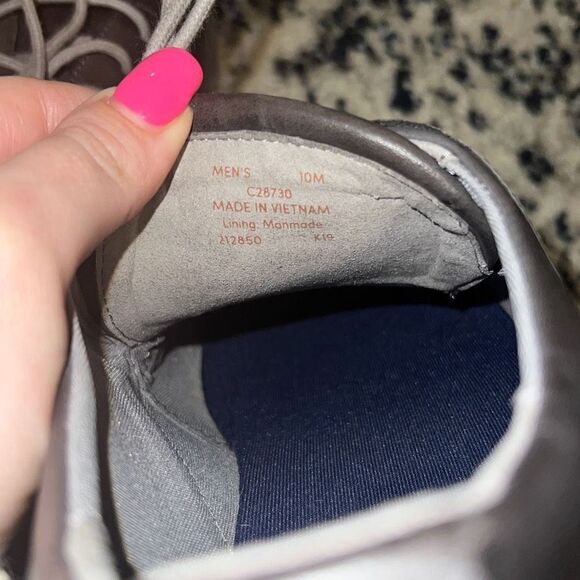 MEN'S 10M
C28730
MADE IN VIETNAM
Lining: Manmade
212850 K19